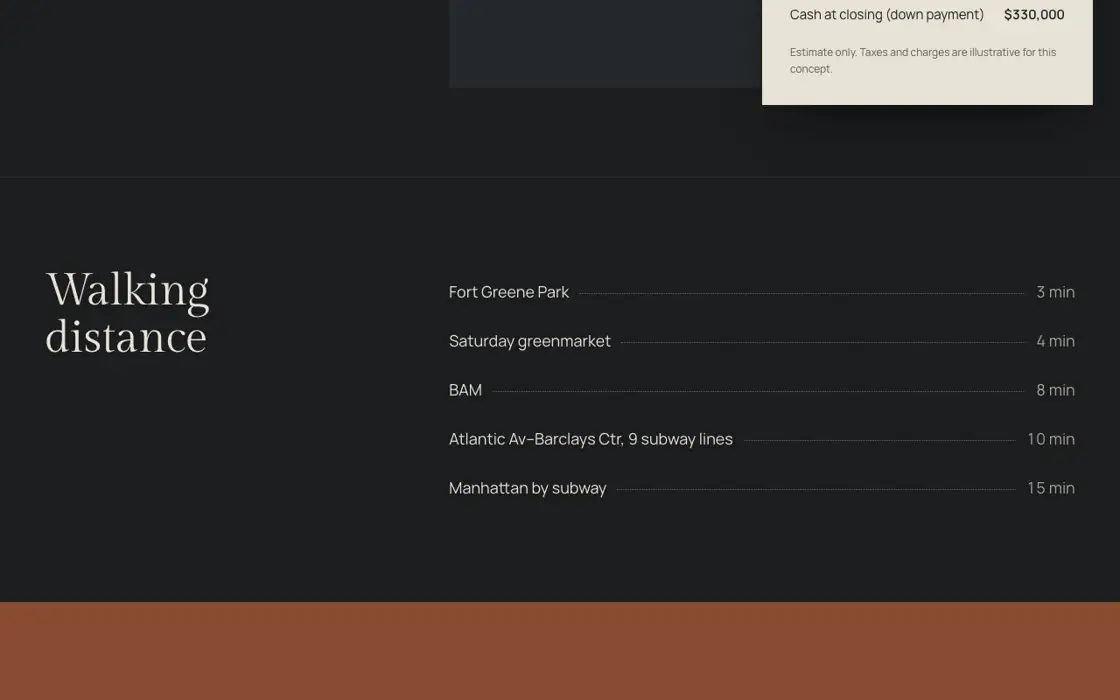 Cash at closing (down payment) $330,000
Estimate only. Taxes and charges are illustrative for this
concept.
Walking
distance
Fort Greene Park 3 min
Saturday greenmarket 4 min
BAM 8 min
Atlantic Av–Barclays Ctr, 9 subway lines 10 min
Manhattan by subway 15 min